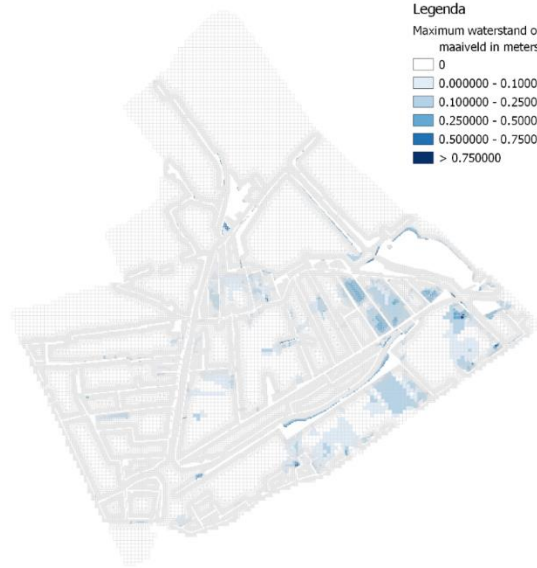 Legenda
Maximum waterstand o
maaiveld in meters
0
0.000000 - 0.1000
0.100000 - 0.2500
0.250000 - 0.5000
0.500000 - 0.7500
> 0.750000